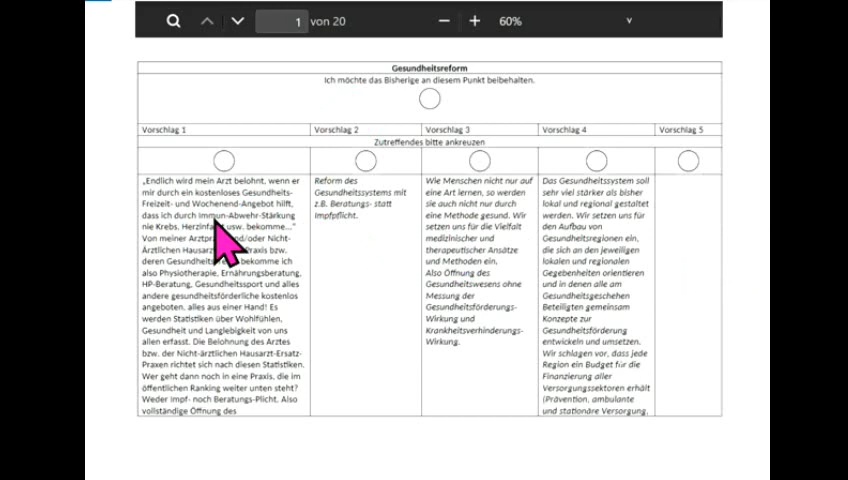 1 von 20
60%
Gesundheitsreform
Ich möchte das Bisherige an diesem Punkt beibehalten.
Vorschlag 1
Vorschlag 2
Vorschlag 3
Vorschlag 4
Vorschlag 5
Zutreffendes bitte ankreuzen
„Endlich wird mein Arzt belohnt, wenn er
mir durch ein kostenloses Gesundheits-
Freizeit- und Wochenend-Angebot hilft,
dass ich durch Immun-Abwehr-Stärkung
nie Krebs, Herzinfa usw. bekomme..."
Von meiner Arztpr nd/oder Nicht-
Ärztlichen Hausar Praxis bzw.
deren Gesundheits bekomme ich
also Physiotherapie, Ernährungsberatung,
HP-Beratung, Gesundheitssport und alles
andere gesundheitsförderliche kostenlos
angeboten, alles aus einer Hand! Es
werden Statistiken über Wohlfühlen,
Gesundheit und Langlebigkeit von uns
allen erfasst. Die Belohnung des Arztes
bzw. der Nicht-ärztlichen Hausarzt-Ersatz-
Praxen richtet sich nach diesen Statistiken.
Wer geht dann noch in eine Praxis, die im
öffentlichen Ranking weiter unten steht?
Weder Impf- noch Beratungs-Plicht. Also
vollständige Öffnung des
Reform des
Gesundheitssystems mit
z.B. Beratungs- statt
Impfpflicht.
Wie Menschen nicht nur auf
eine Art lernen, so werden
sie auch nicht nur durch
eine Methode gesund. Wir
setzen uns für die Vielfalt
medizinischer und
therapeutischer Ansätze
und Methoden ein.
Also Öffnung des
Gesundheitswesens ohne
Messung der
Gesundheitsförderungs-
Wirkung und
Krankheitsverhinderungs-
Wirkung.
Das Gesundheitssystem soll
sehr viel stärker als bisher
lokal und regional gestaltet
werden. Wir setzen uns für
den Aufbau von
Gesundheitsregionen ein,
die sich an den jeweiligen
lokalen und regionalen
Gegebenheiten orientieren
und in denen alle am
Gesundheitsgeschehen
Beteiligten gemeinsam
Konzepte zur
Gesundheitsförderung
entwickeln und umsetzen.
Wir schlagen vor, dass jede
Region ein Budget für die
Finanzierung aller
Versorgungssektoren erhält
(Prävention, ambulante
und stationäre Versorgung,